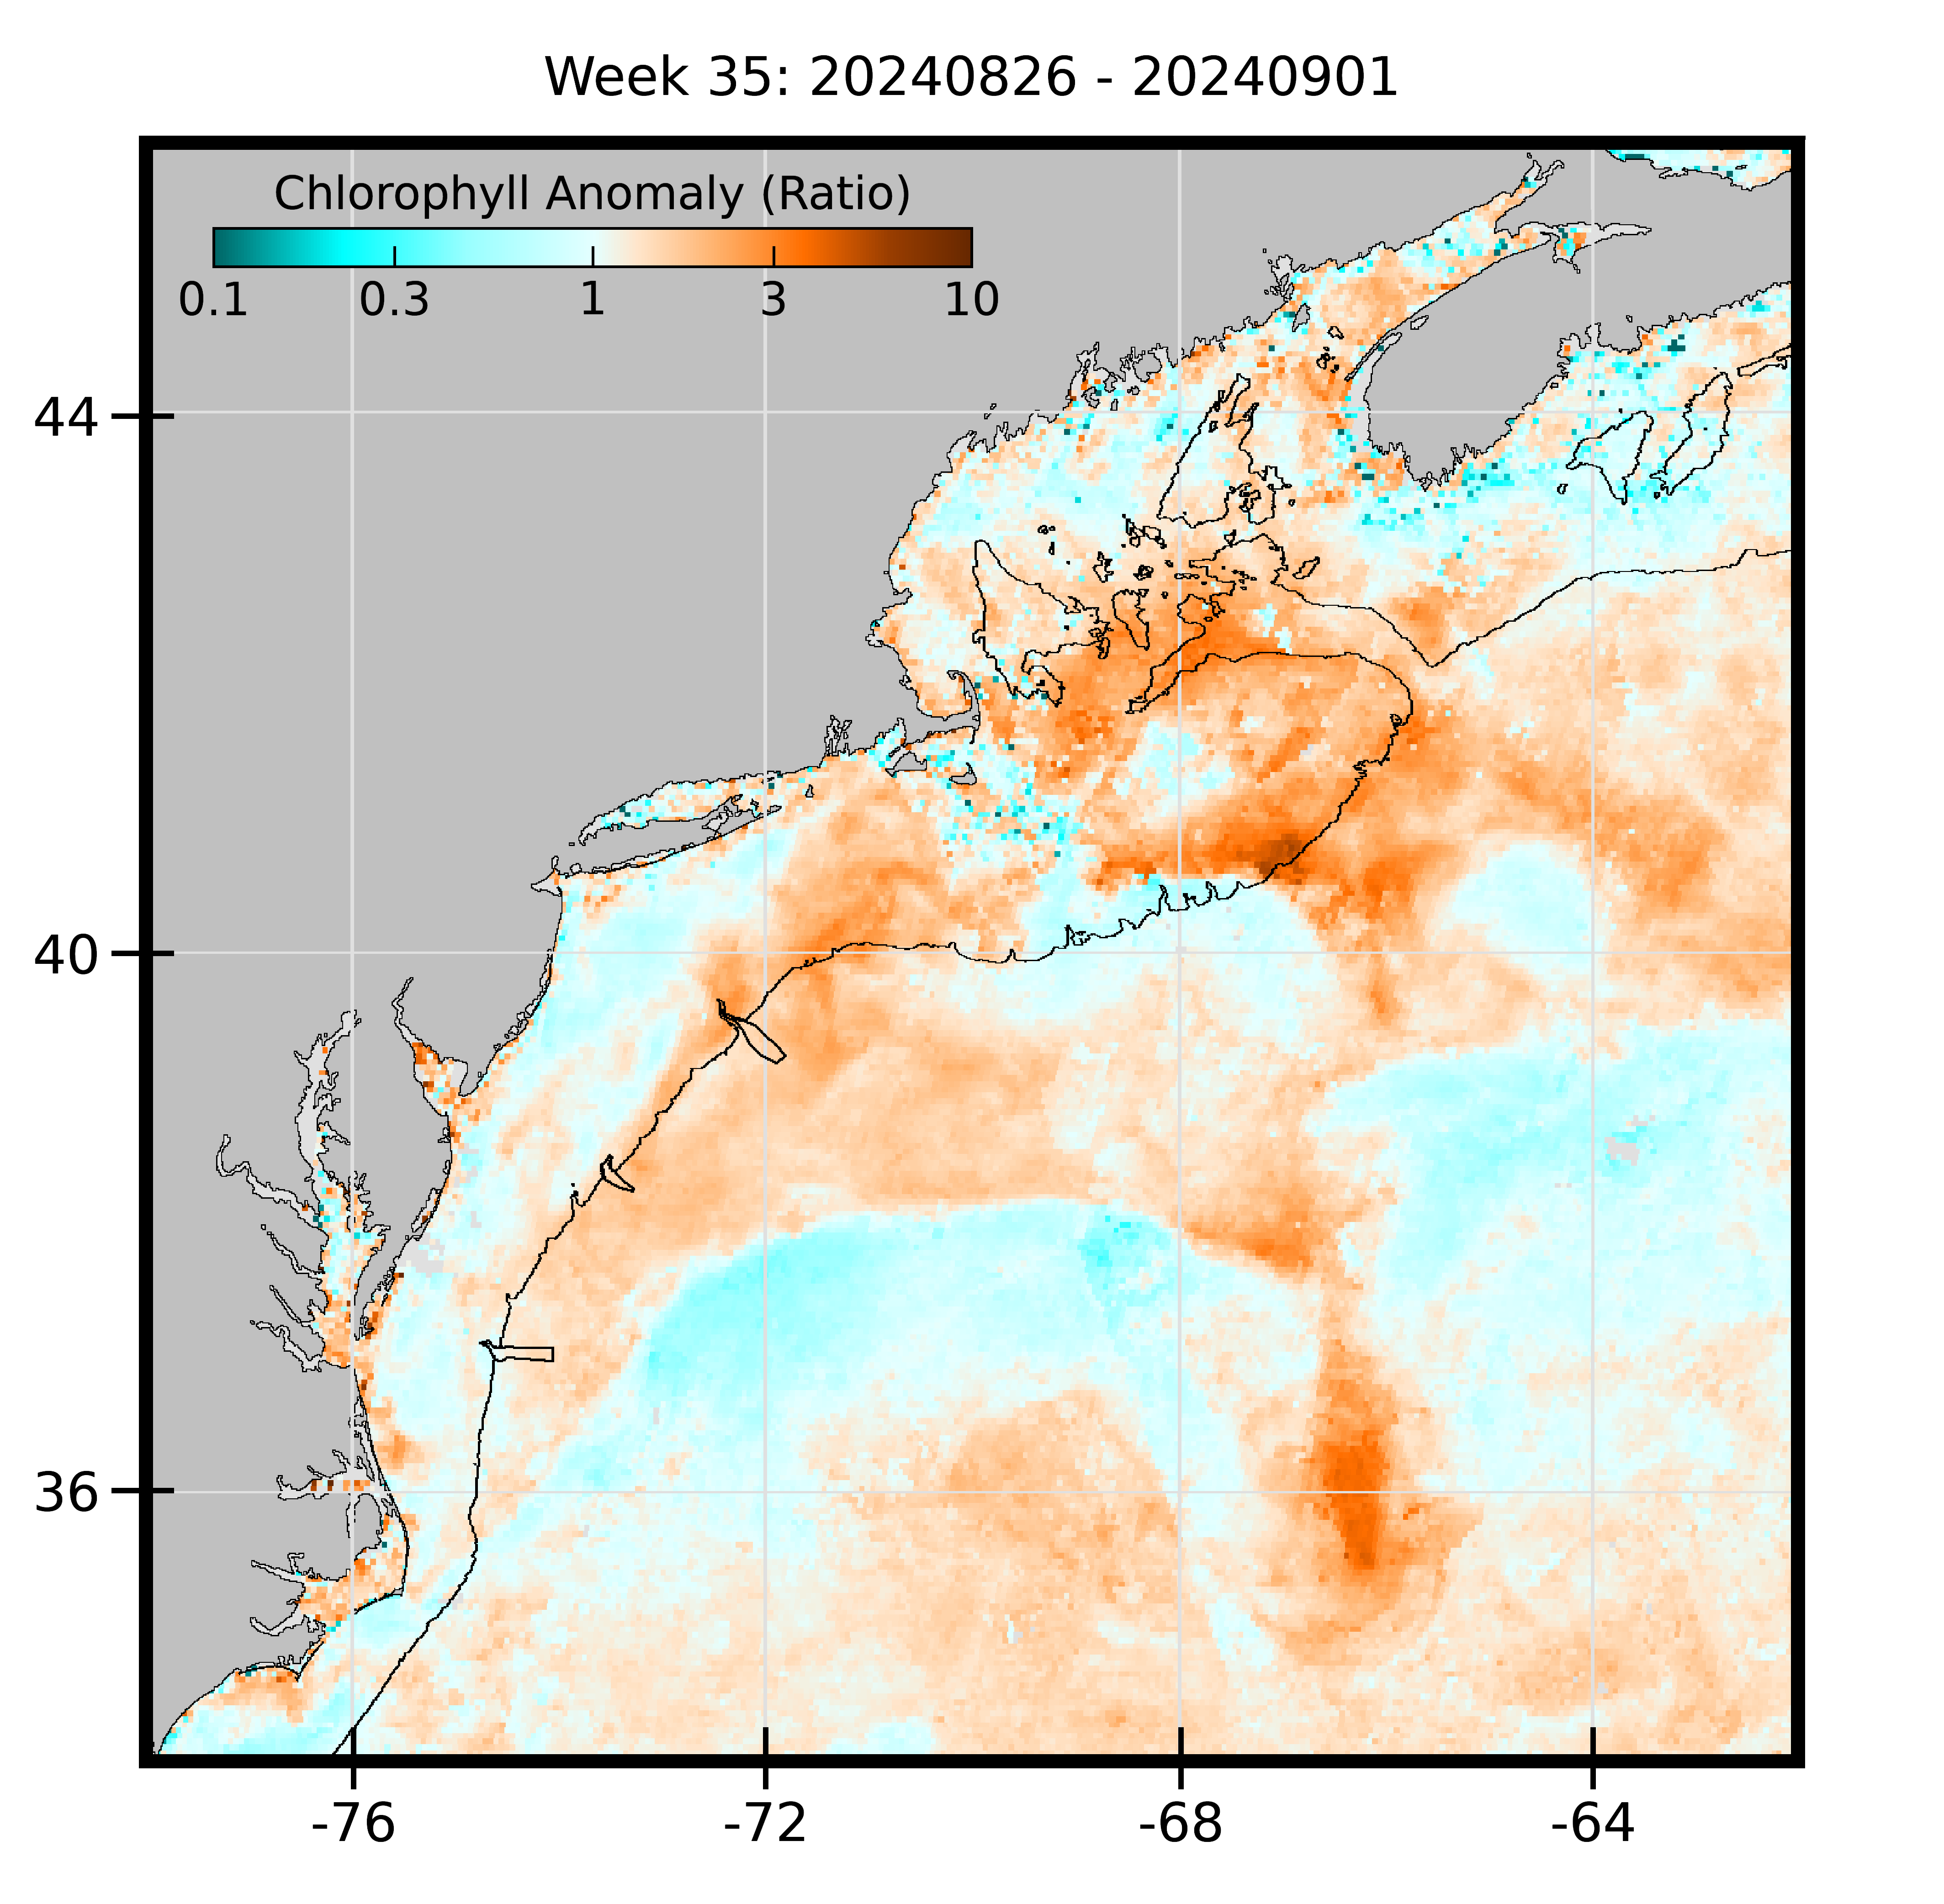 Week 35: 20240826 - 20240901
Chlorophyll Anomaly (Ratio)
0.1 0.3 1 3 10
44
40
36
-76 -72 -68 -64